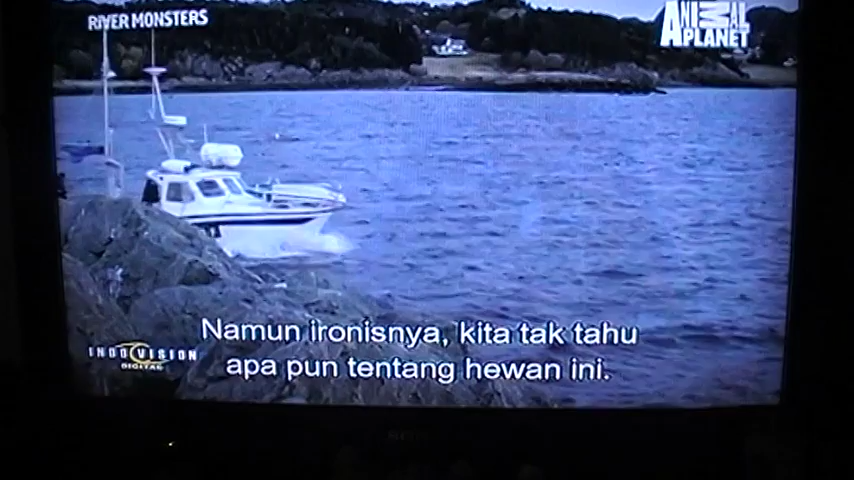 RIVER MONSTERS
ANIMAL
PLANET
Namun ironisnya, kita tak tahu
apa pun tentang hewan ini.
INDOVISION
DIGITAL